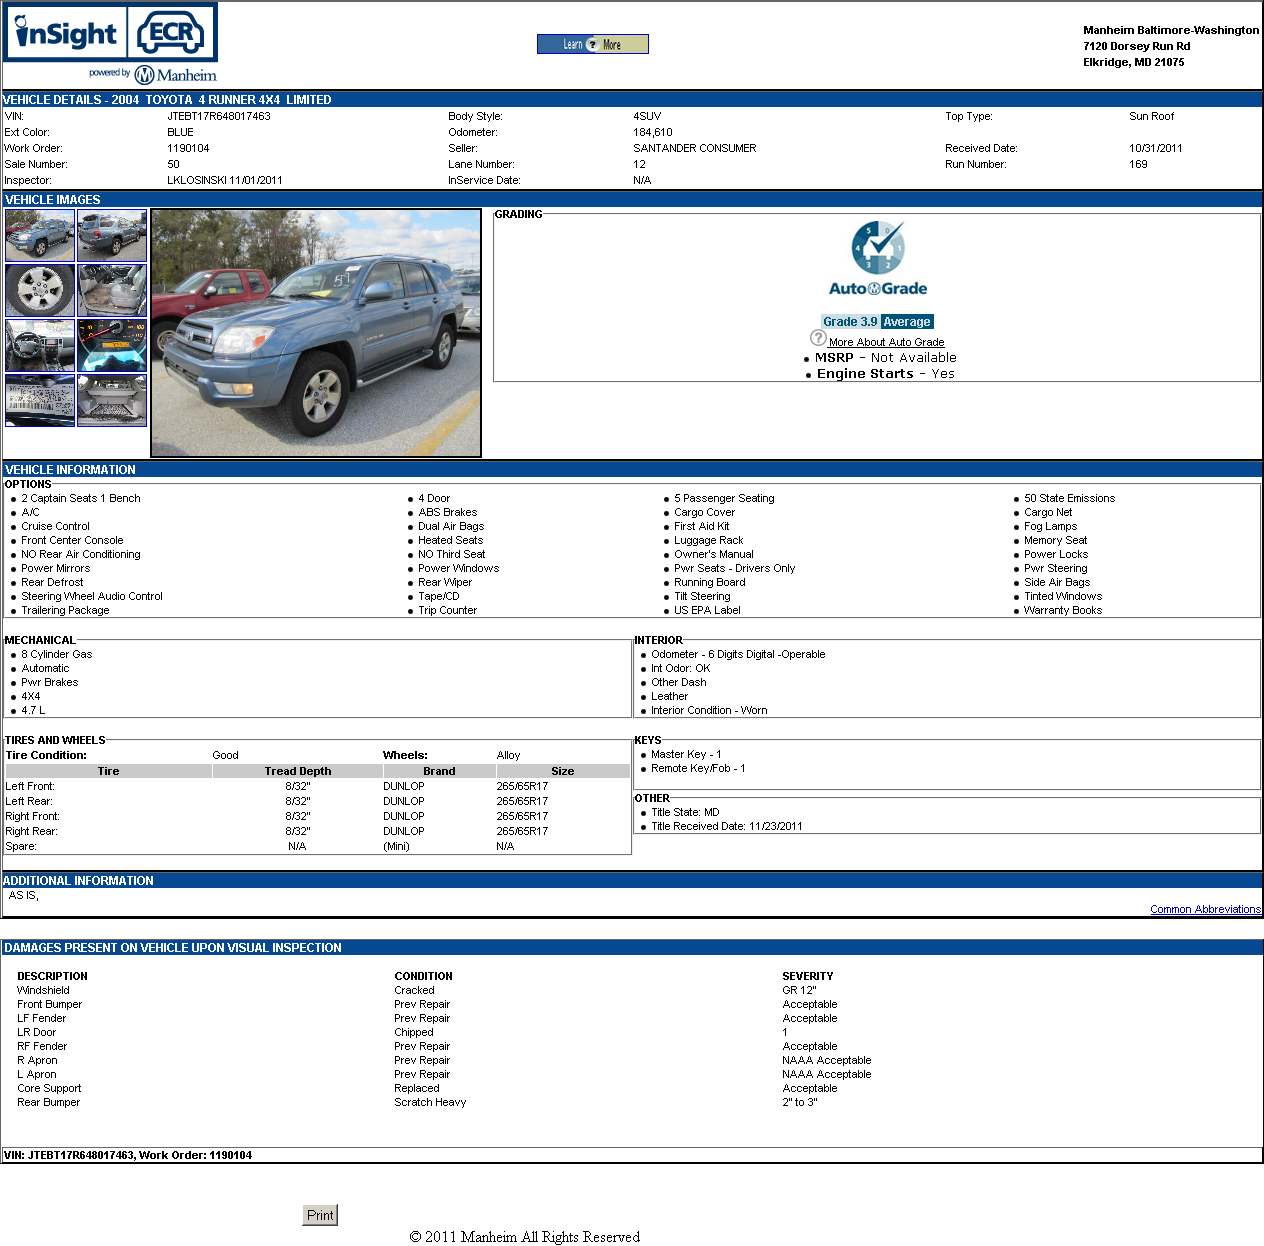 inSight ECR
powered by Manheim
Learn ? More
Manheim Baltimore-Washington
7120 Dorsey Run Rd
Elkridge, MD 21075
VEHICLE DETAILS - 2004 TOYOTA 4 RUNNER 4X4 LIMITED
VIN: JTEBT17R648017463 Body Style: 4SUV Top Type: Sun Roof
Ext Color: BLUE Odometer: 184,610
Work Order: 1190104 Seller: SANTANDER CONSUMER Received Date: 10/31/2011
Sale Number: 50 Lane Number: 12 Run Number: 169
Inspector: LKLOSINSKI 11/01/2011 InService Date: N/A
VEHICLE IMAGES
GRADING
5 0 4 1 3 2
Auto Grade
Grade 3.9 Average
? More About Auto Grade
• MSRP - Not Available
• Engine Starts - Yes
VEHICLE INFORMATION
OPTIONS
• 2 Captain Seats 1 Bench • 4 Door • 5 Passenger Seating • 50 State Emissions
• A/C • ABS Brakes • Cargo Cover • Cargo Net
• Cruise Control • Dual Air Bags • First Aid Kit • Fog Lamps
• Front Center Console • Heated Seats • Luggage Rack • Memory Seat
• NO Rear Air Conditioning • NO Third Seat • Owner's Manual • Power Locks
• Power Mirrors • Power Windows • Pwr Seats - Drivers Only • Pwr Steering
• Rear Defrost • Rear Wiper • Running Board • Side Air Bags
• Steering Wheel Audio Control • Tape/CD • Tilt Steering • Tinted Windows
• Trailering Package • Trip Counter • US EPA Label • Warranty Books
MECHANICAL
• 8 Cylinder Gas
• Automatic
• Pwr Brakes
• 4X4
• 4.7 L
INTERIOR
• Odometer - 6 Digits Digital -Operable
• Int Odor: OK
• Other Dash
• Leather
• Interior Condition - Worn
TIRES AND WHEELS
Tire Condition: Good Wheels: Alloy
Tire Tread Depth Brand Size
Left Front: 8/32" DUNLOP 265/65R17
Left Rear: 8/32" DUNLOP 265/65R17
Right Front: 8/32" DUNLOP 265/65R17
Right Rear: 8/32" DUNLOP 265/65R17
Spare: N/A (Mini) N/A
KEYS
• Master Key - 1
• Remote Key/Fob - 1
OTHER
• Title State: MD
• Title Received Date: 11/23/2011
ADDITIONAL INFORMATION
AS IS,
Common Abbreviations
DAMAGES PRESENT ON VEHICLE UPON VISUAL INSPECTION
DESCRIPTION CONDITION SEVERITY
Windshield Cracked GR 12"
Front Bumper Prev Repair Acceptable
LF Fender Prev Repair Acceptable
LR Door Chipped 1
RF Fender Prev Repair Acceptable
R Apron Prev Repair NAAA Acceptable
L Apron Prev Repair NAAA Acceptable
Core Support Replaced Acceptable
Rear Bumper Scratch Heavy 2" to 3"
VIN: JTEBT17R648017463, Work Order: 1190104
Print
© 2011 Manheim All Rights Reserved